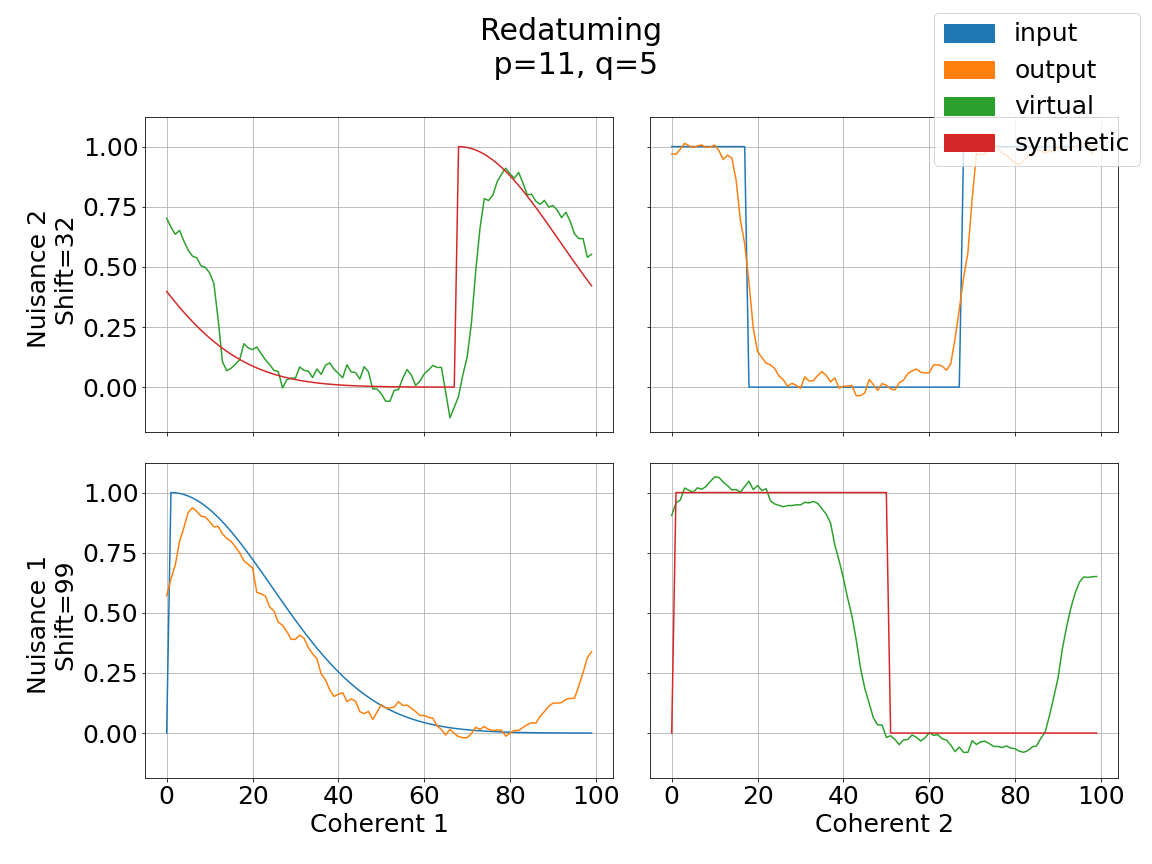 Redatuming
p=11, q=5
input
output
virtual
synthetic
Nuisance 2
Shift=32
1.00
0.75
0.50
0.25
0.00
Nuisance 1
Shift=99
1.00
0.75
0.50
0.25
0.00
0 20 40 60 80 100
0 20 40 60 80 100
Coherent 1
Coherent 2